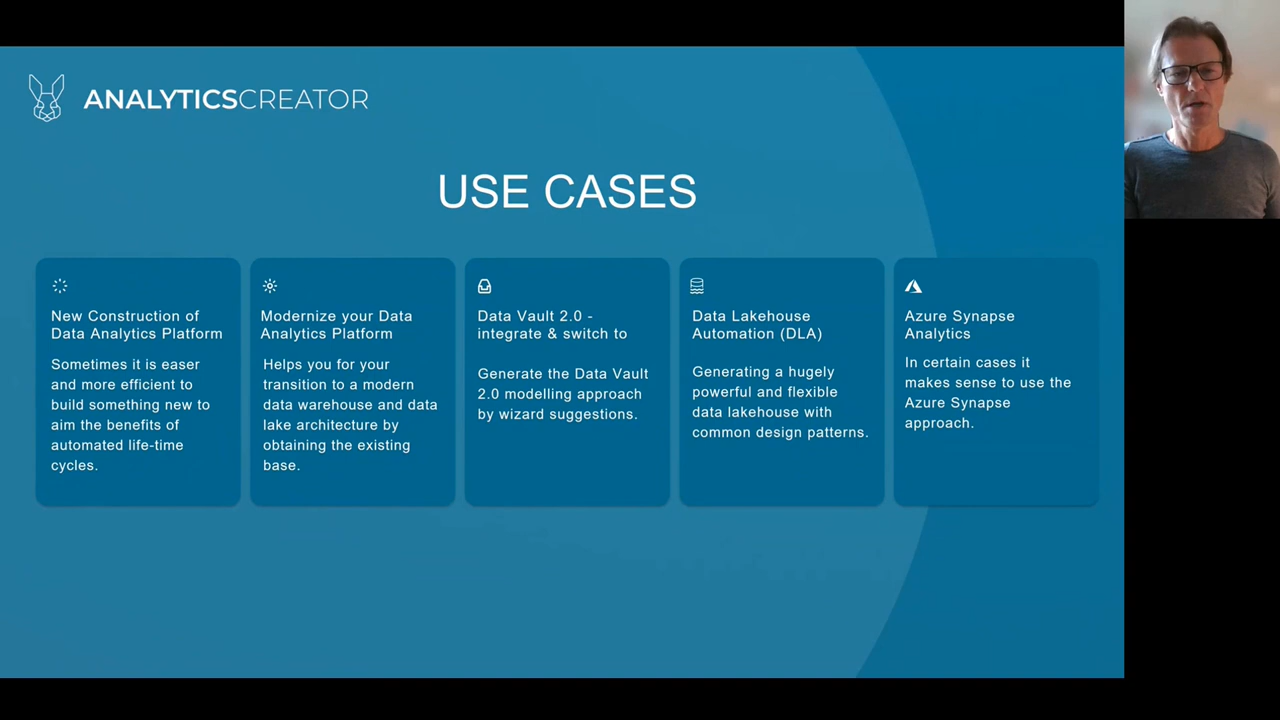 ANALYTICSCREATOR
USE CASES
New Construction of
Data Analytics Platform
Sometimes it is easer
and more efficient to
build something new to
aim the benefits of
automated life-time
cycles.
Modernize your Data
Analytics Platform
Helps you for your
transition to a modern
data warehouse and data
lake architecture by
obtaining the existing
base.
Data Vault 2.0 -
integrate & switch to
Generate the Data Vault
2.0 modelling approach
by wizard suggestions.
Data Lakehouse
Automation (DLA)
Generating a hugely
powerful and flexible
data lakehouse with
common design patterns.
Azure Synapse
Analytics
In certain cases it
makes sense to use the
Azure Synapse
approach.